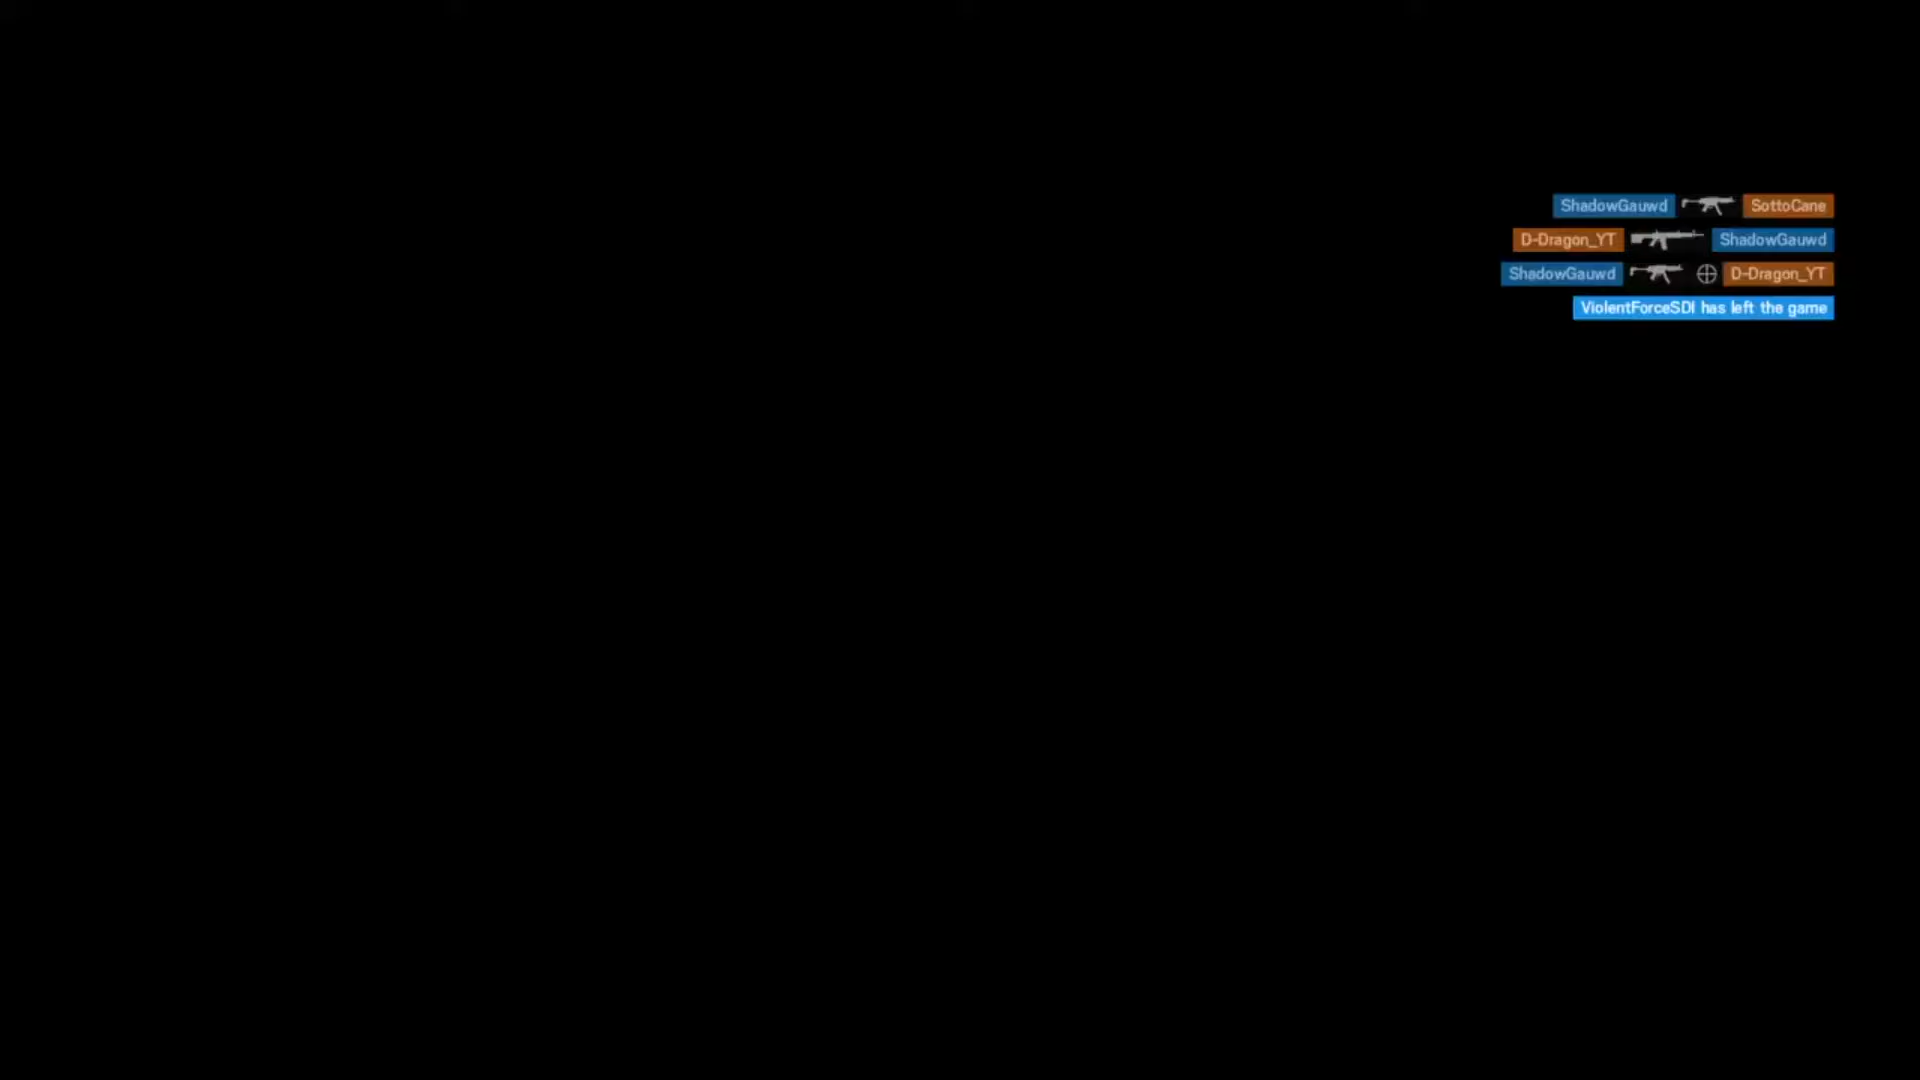 ShadowGauwd SottoCane
D-Dragon_YT ShadowGauwd
ShadowGauwd D-Dragon_YT
ViolentForceSDI has left the game